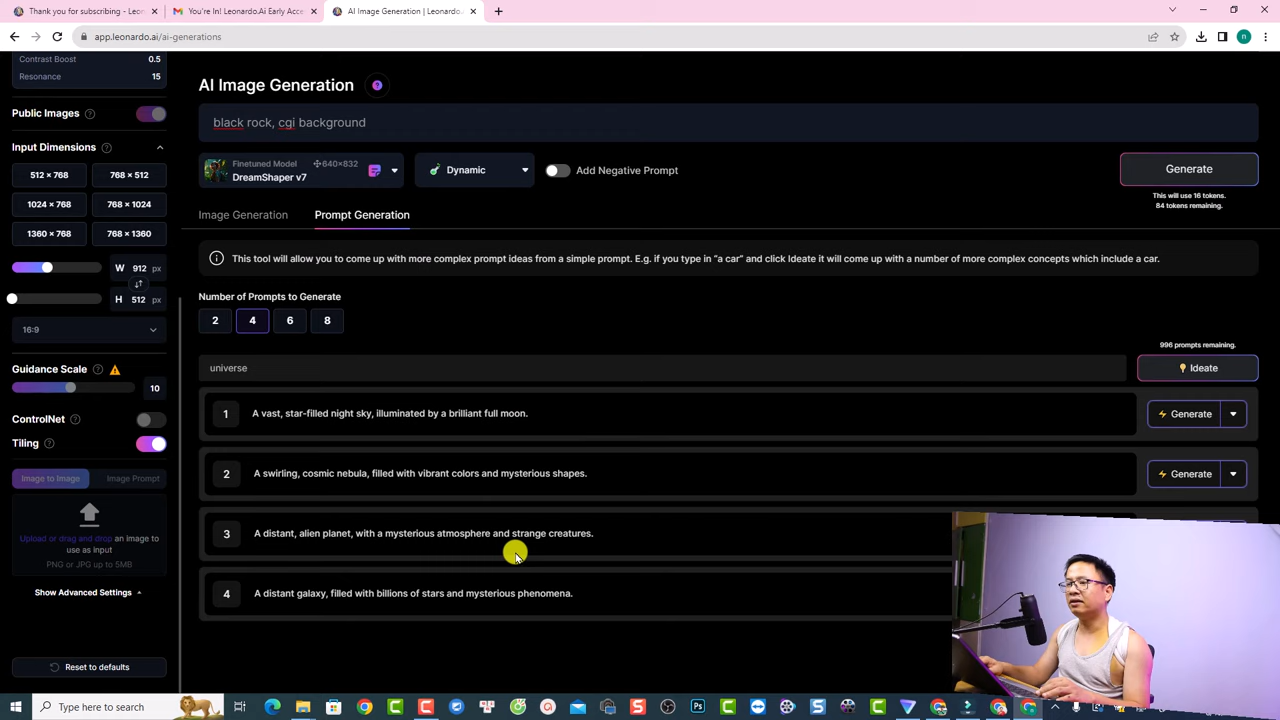 Thank you for subscribing - Leon
You're In! Leonardo.Ai Early Acce
AI Image Generation | Leonardo.
app.leonardo.ai/ai-generations
n
Contrast Boost 0.5
Resonance 15
Public Images
Input Dimensions
512 × 768 768 × 512
1024 × 768 768 × 1024
1360 × 768 768 × 1360
W 912 px
H 512 px
16:9
Guidance Scale
10
ControlNet
Tiling
Image to Image Image Prompt
Upload or drag and drop an image to
use as input
PNG or JPG up to 5MB
Show Advanced Settings
Reset to defaults
AI Image Generation
black rock, cgi background
Finetuned Model 640×832
DreamShaper v7
Dynamic
Add Negative Prompt
Generate
This will use 16 tokens.
84 tokens remaining.
Image Generation Prompt Generation
This tool will allow you to come up with more complex prompt ideas from a simple prompt. E.g. if you type in "a car" and click Ideate it will come up with a number of more complex concepts which include a car.
Number of Prompts to Generate
2 4 6 8
996 prompts remaining.
universe
Ideate
1 A vast, star-filled night sky, illuminated by a brilliant full moon.
Generate
2 A swirling, cosmic nebula, filled with vibrant colors and mysterious shapes.
Generate
3 A distant, alien planet, with a mysterious atmosphere and strange creatures.
4 A distant galaxy, filled with billions of stars and mysterious phenomena.
Type here to search